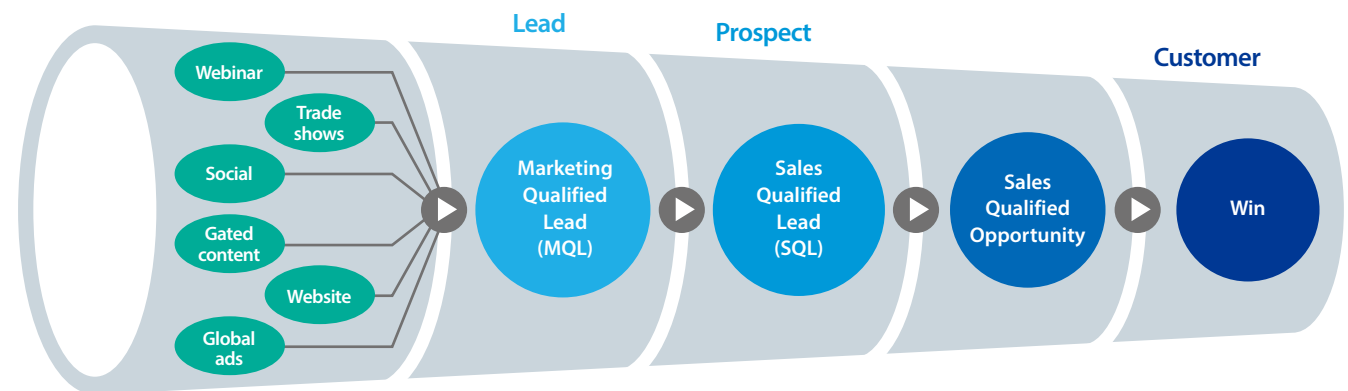 Lead
Prospect
Customer
Webinar
Trade
shows
Social
Gated
content
Website
Global
ads
Marketing
Qualified
Lead
(MQL)
Sales
Qualified
Lead
(SQL)
Sales
Qualified
Opportunity
Win